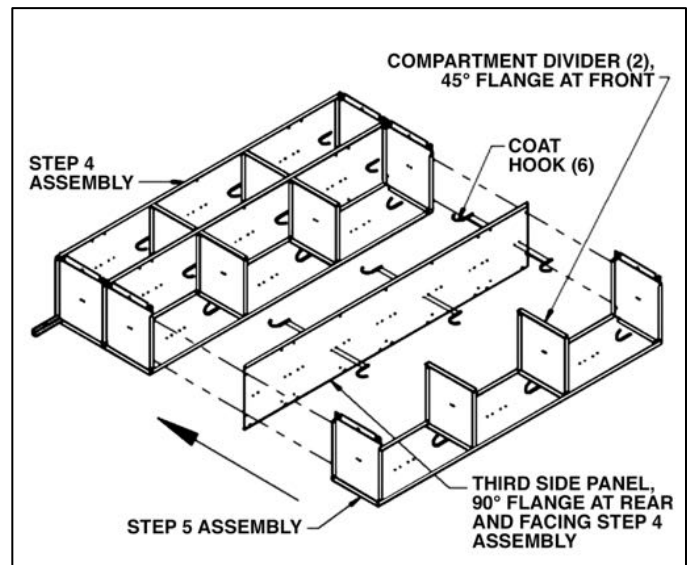 COMPARTMENT DIVIDER (2),
45° FLANGE AT FRONT
COAT
HOOK (6)
STEP 4
ASSEMBLY
THIRD SIDE PANEL,
90° FLANGE AT REAR
AND FACING STEP 4
ASSEMBLY
STEP 5 ASSEMBLY